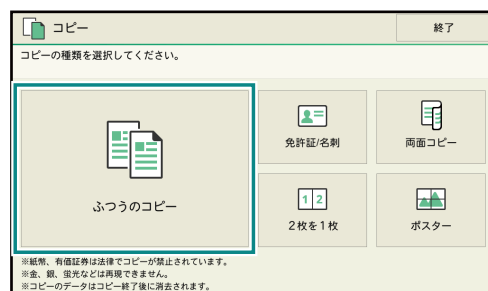 コピー
終了
コピーの種類を選択してください。
免許証/名刺
両面コピー
ふつうのコピー
1 2
2枚を1枚
ポスター
※紙幣、有価証券は法律でコピーが禁止されています。
※金、銀、蛍光などは再現できません。
※コピーのデータはコピー終了後に消去されます。